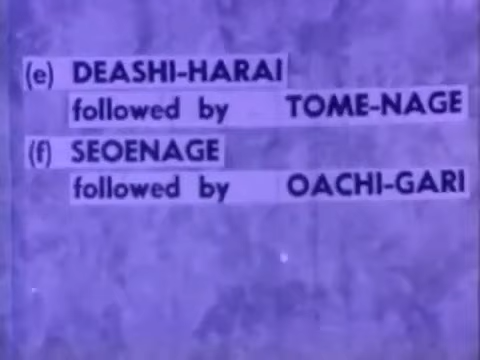 (e) DEASHI-HARAI
followed by TOME-NAGE
(f) SEOENAGE
followed by OACHI-GARI